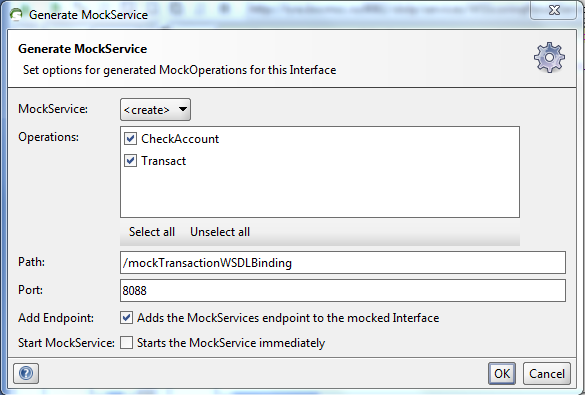 Generate MockService
Generate MockService
Set options for generated MockOperations for this Interface
MockService: <create>
Operations: CheckAccount
Transact
Select all Unselect all
Path: /mockTransactionWSDLBinding
Port: 8088
Add Endpoint: Adds the MockServices endpoint to the mocked Interface
Start MockService: Starts the MockService immediately
? OK Cancel